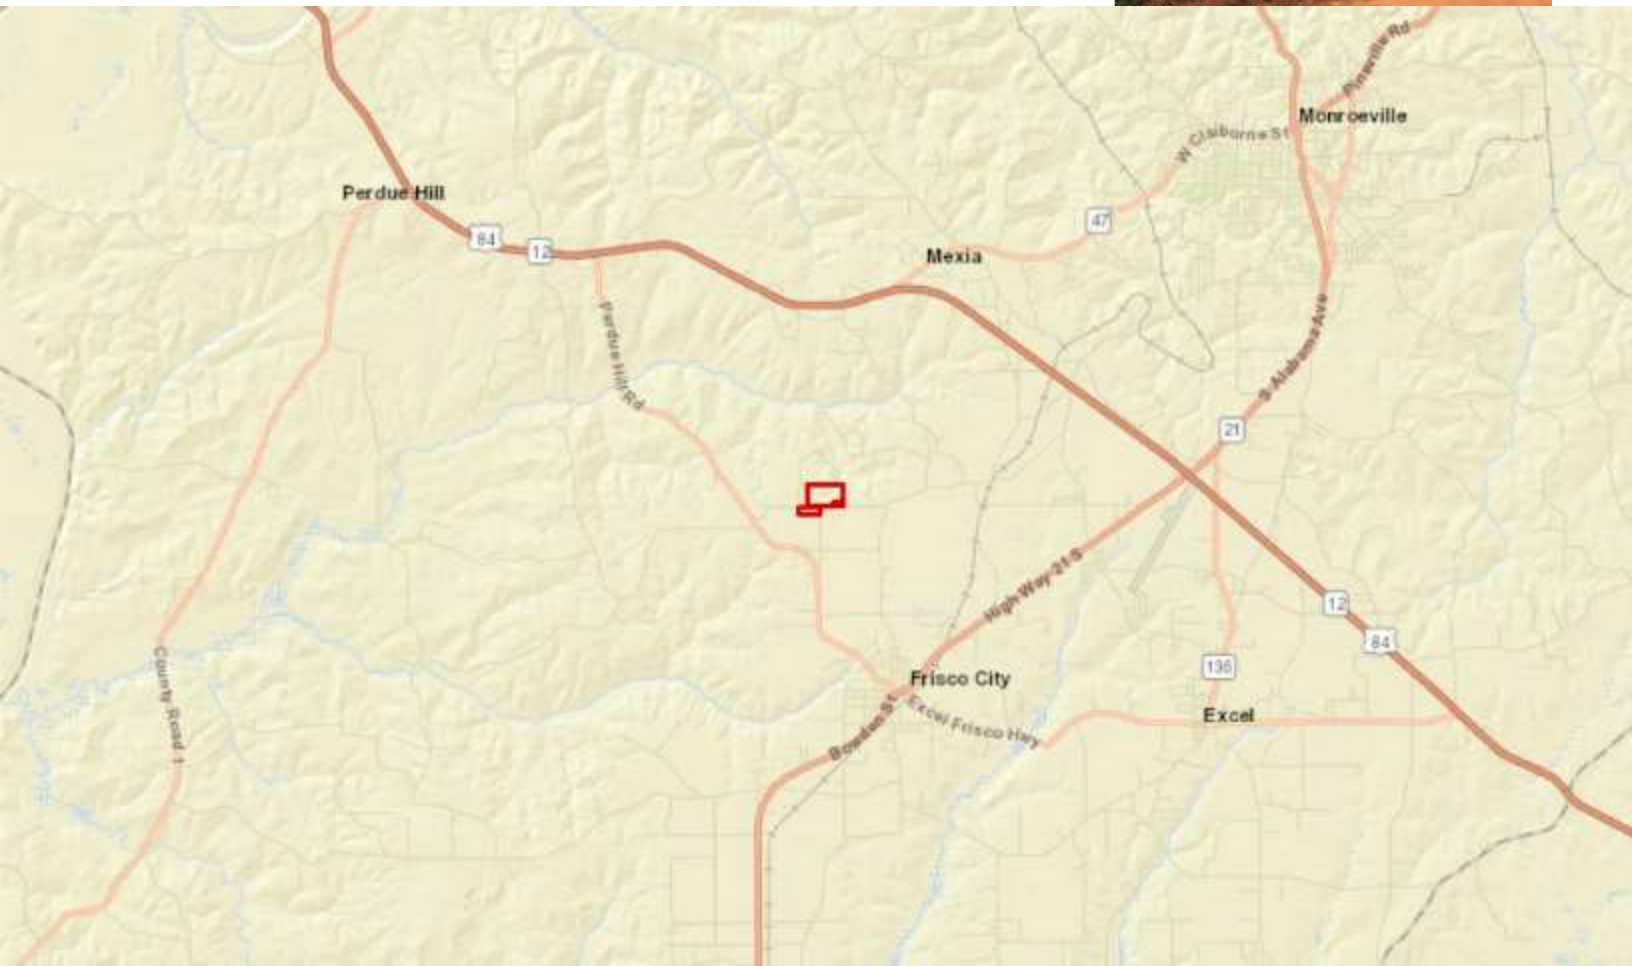 Pineville Rd
Monroeville
W Claiborne St
Perdue Hill
47
84
12
Mexia
Perdue Hill Rd
S Alabama Ave
21
High Way 21 S
12
84
136
County Road 1
Frisco City
Excel Frisco Hwy
Excel
Bowden St